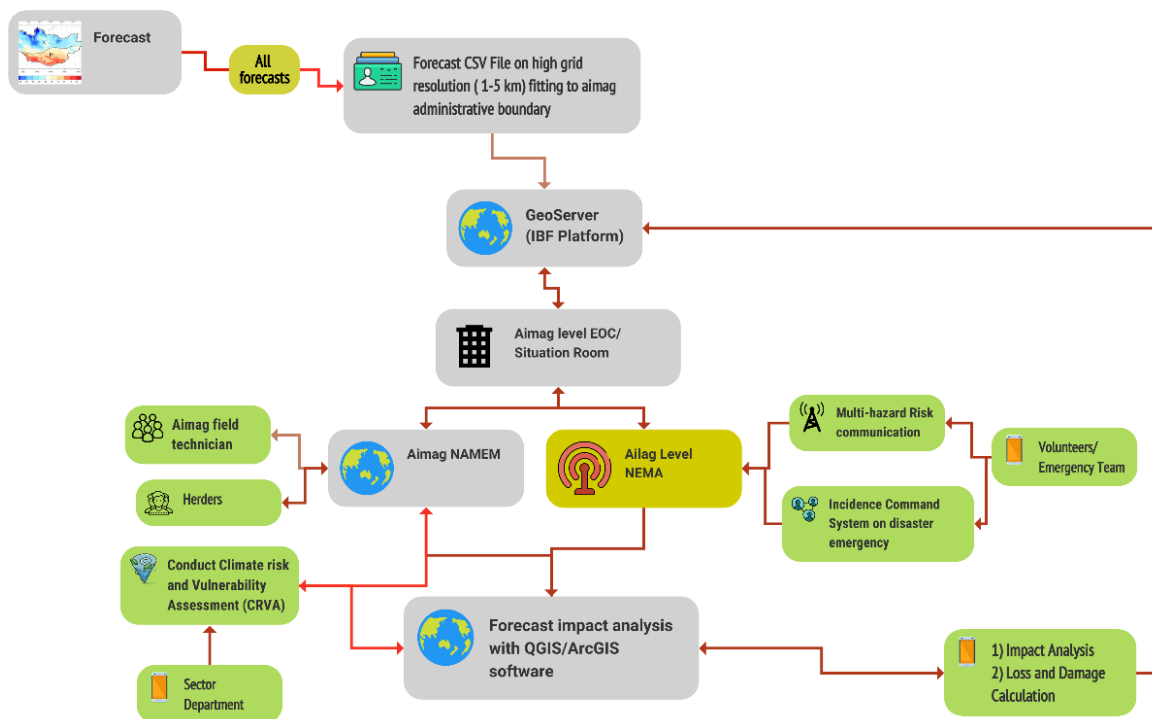 Forecast
All
forecasts
Forecast CSV File on high grid
resolution ( 1-5 km) fitting to aimag
administrative boundary
GeoServer
(IBF Platform)
Aimag level EOC/
Situation Room
Aimag field
technician
Herders
Aimag NAMEM
Ailag Level
NEMA
Multi-hazard Risk
communication
Volunteers/
Emergency Team
Incidence Command
System on disaster
emergency
Conduct Climate risk
and Vulnerability
Assessment (CRVA)
Sector
Department
Forecast impact analysis
with QGIS/ArcGIS
software
1) Impact Analysis
2) Loss and Damage
Calculation